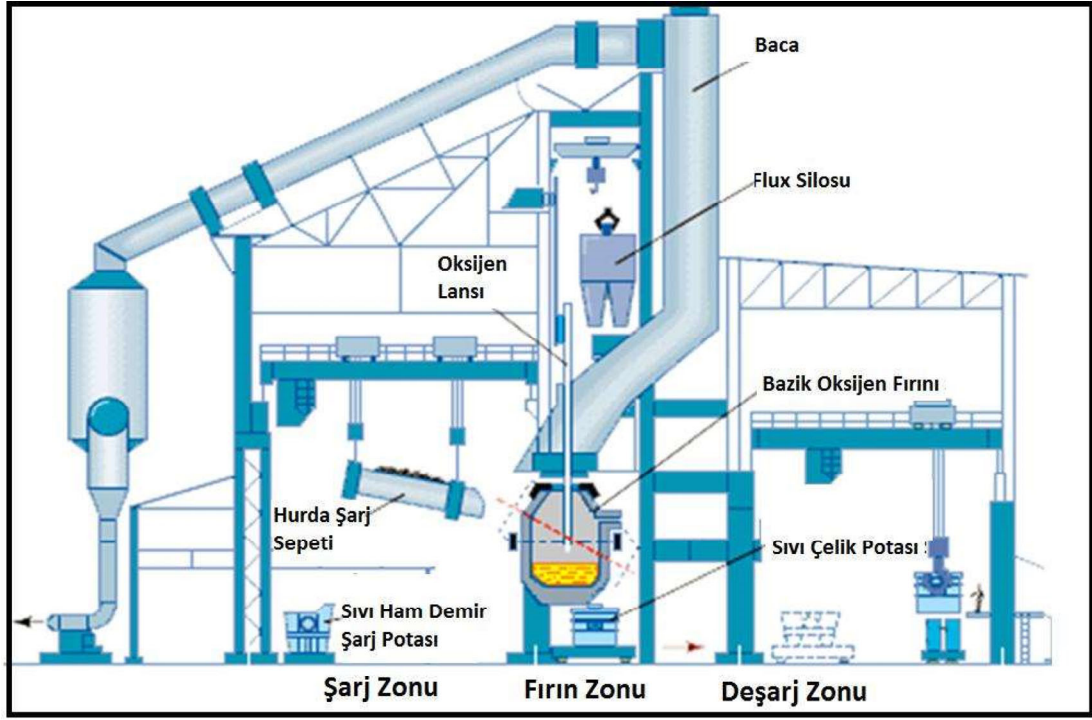 Baca
Flux Silosu
Oksijen
Lansı
Bazik Oksijen Fırını
Hurda Şarj
Sepeti
Sıvı Çelik Potası
Sıvı Ham Demir
Şarj Potası
Şarj Zonu
Fırın Zonu
Deşarj Zonu